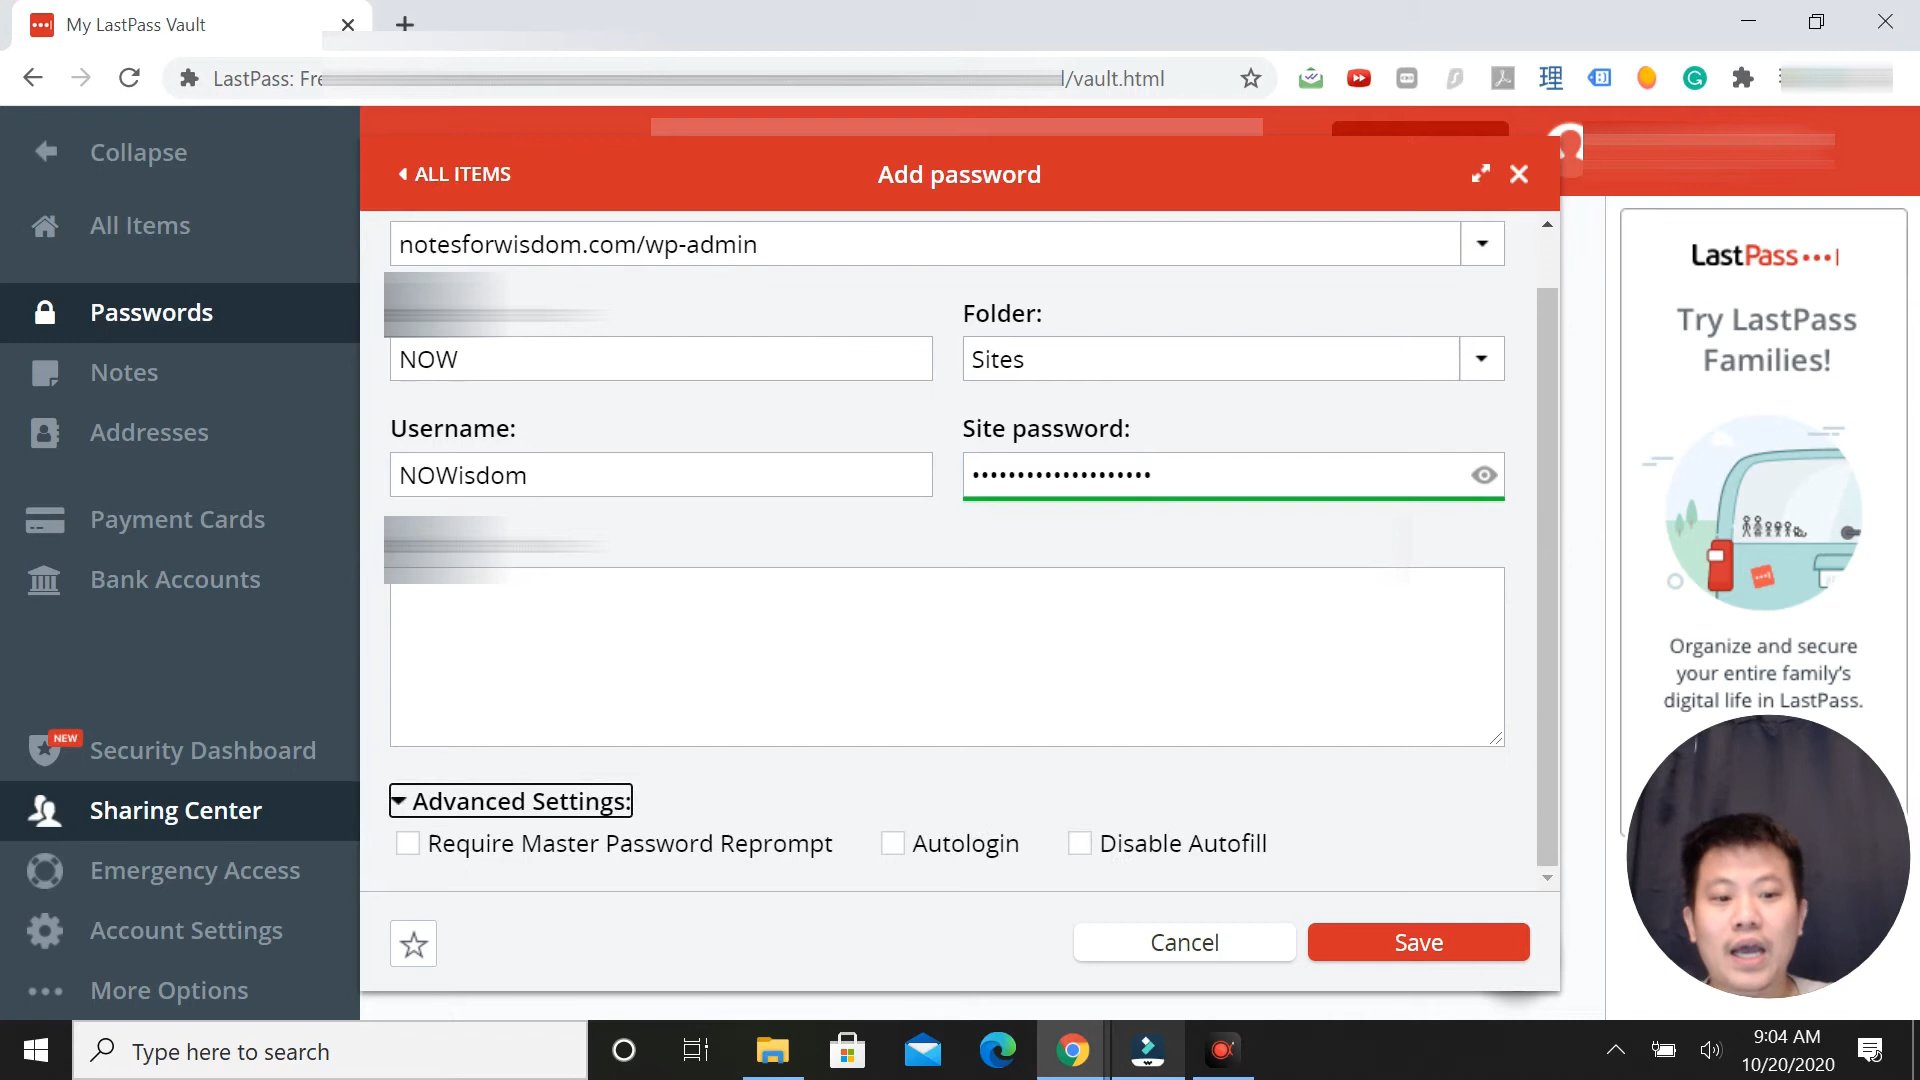 My LastPass Vault
LastPass: Fre
l/vault.html
理
Collapse
ALL ITEMS
Add password
All Items
notesforwisdom.com/wp-admin
LastPass
Try LastPass
Families!
Passwords
Folder:
NOW
Sites
Notes
Addresses
Username:
Site password:
NOWisdom
••••••••••••••••••••
Payment Cards
Bank Accounts
Organize and secure
your entire family's
digital life in LastPass.
NEW
Security Dashboard
Sharing Center
Advanced Settings:
Require Master Password Reprompt
Autologin
Disable Autofill
Emergency Access
Account Settings
Cancel
Save
More Options
Type here to search
9:04 AM
10/20/2020